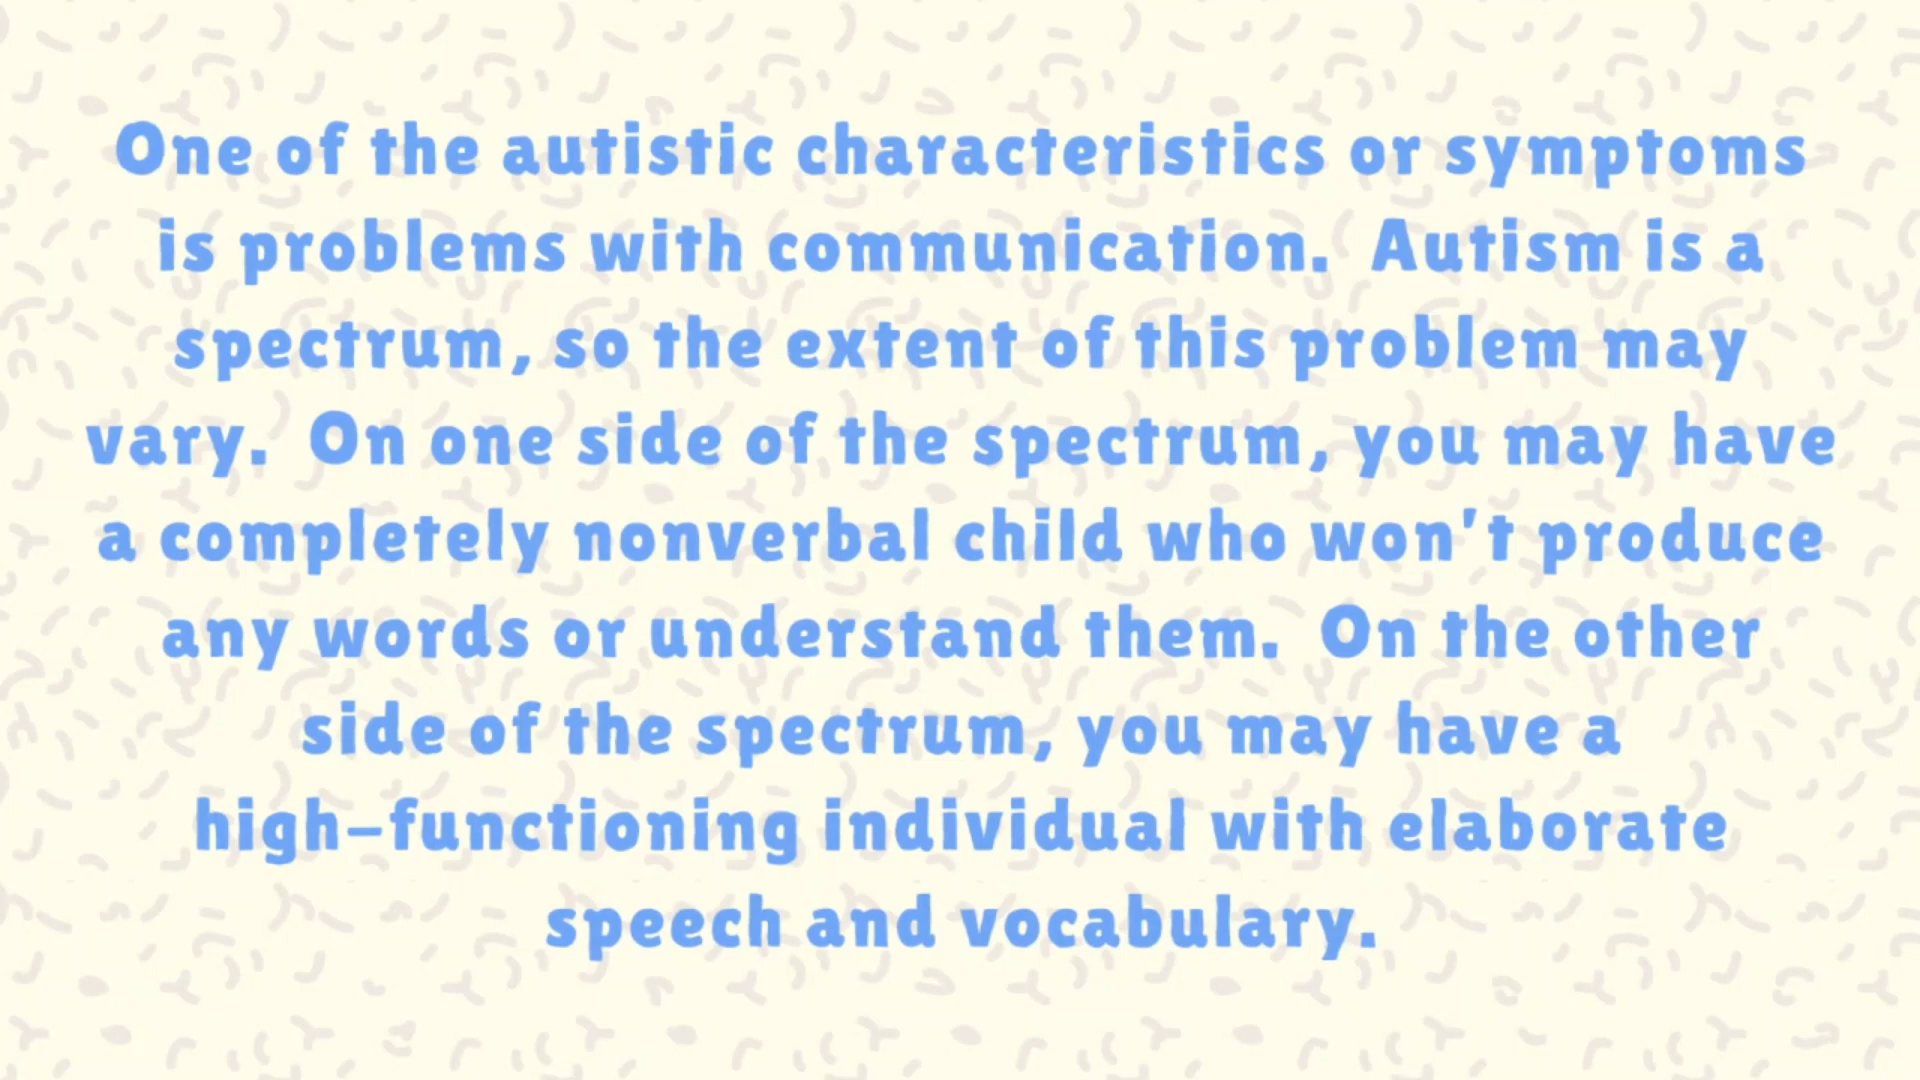 One of the autistic characteristics or symptoms
is problems with communication.  Autism is a
spectrum, so the extent of this problem may
vary.  On one side of the spectrum, you may have
a completely nonverbal child who won't produce
any words or understand them.  On the other
side of the spectrum, you may have a
high–functioning individual with elaborate
speech and vocabulary.